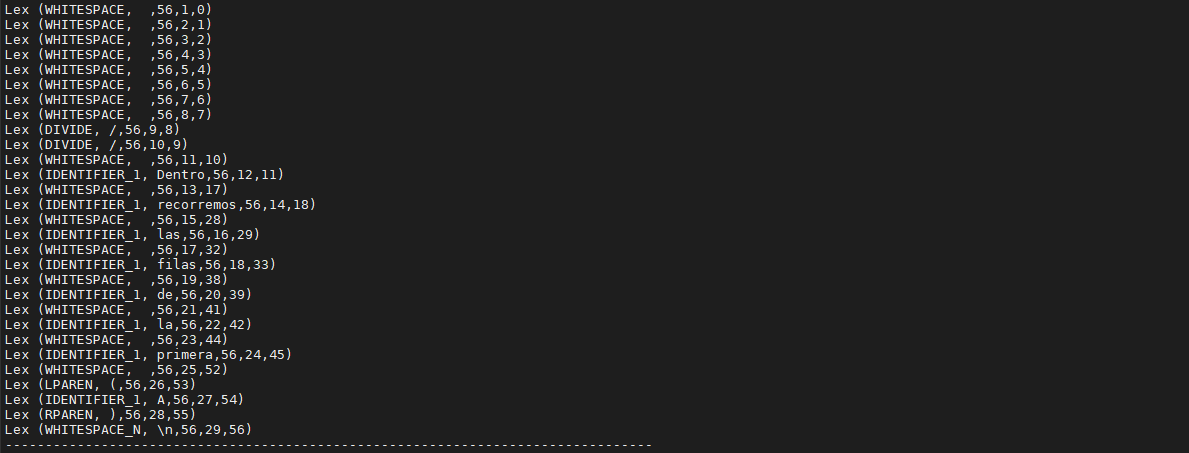 Lex (WHITESPACE,  ,56,1,0)
Lex (WHITESPACE,  ,56,2,1)
Lex (WHITESPACE,  ,56,3,2)
Lex (WHITESPACE,  ,56,4,3)
Lex (WHITESPACE,  ,56,5,4)
Lex (WHITESPACE,  ,56,6,5)
Lex (WHITESPACE,  ,56,7,6)
Lex (WHITESPACE,  ,56,8,7)
Lex (DIVIDE, /,56,9,8)
Lex (DIVIDE, /,56,10,9)
Lex (WHITESPACE,  ,56,11,10)
Lex (IDENTIFIER_1, Dentro,56,12,11)
Lex (WHITESPACE,  ,56,13,17)
Lex (IDENTIFIER_1, recorremos,56,14,18)
Lex (WHITESPACE,  ,56,15,28)
Lex (IDENTIFIER_1, las,56,16,29)
Lex (WHITESPACE,  ,56,17,32)
Lex (IDENTIFIER_1, filas,56,18,33)
Lex (WHITESPACE,  ,56,19,38)
Lex (IDENTIFIER_1, de,56,20,39)
Lex (WHITESPACE,  ,56,21,41)
Lex (IDENTIFIER_1, la,56,22,42)
Lex (WHITESPACE,  ,56,23,44)
Lex (IDENTIFIER_1, primera,56,24,45)
Lex (WHITESPACE,  ,56,25,52)
Lex (LPAREN, (,56,26,53)
Lex (IDENTIFIER_1, A,56,27,54)
Lex (RPAREN, ),56,28,55)
Lex (WHITESPACE_N, \n,56,29,56)
---------------------------------------------------------------------------------